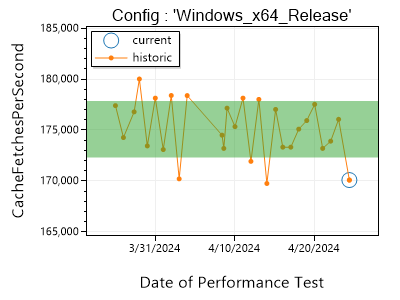 Config : 'Windows_x64_Release'
current
historic
185,000
180,000
175,000
170,000
165,000
CacheFetchesPerSecond
3/31/2024 4/10/2024 4/20/2024
Date of Performance Test